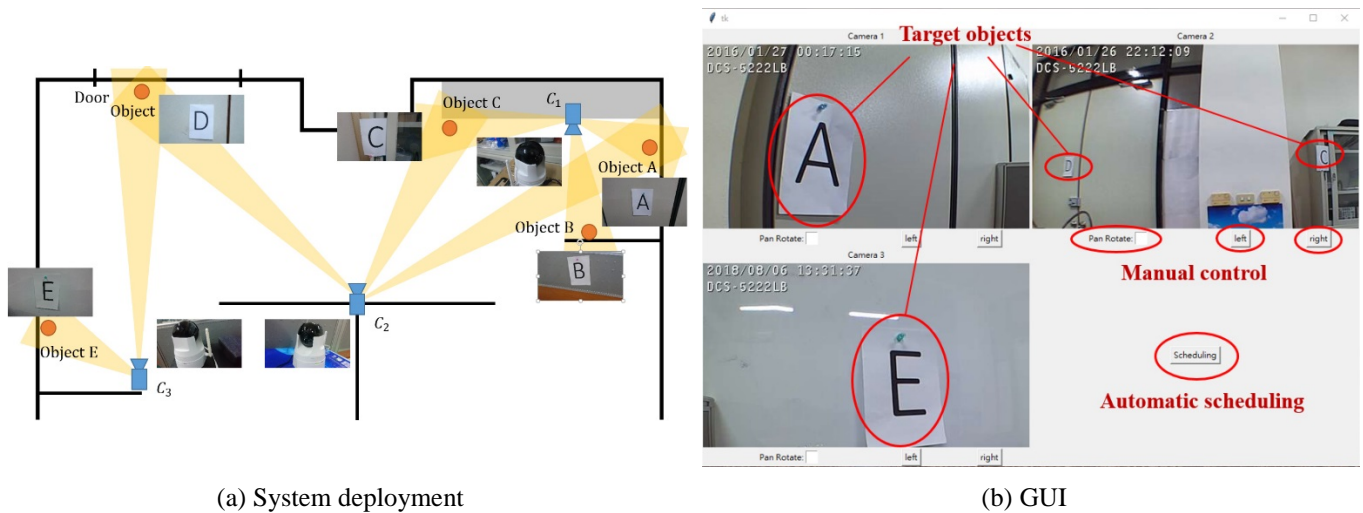 Door
Object
D
Object C
C
C₁
Object A
A
Object B
B
E
Object E
C₂
C₃
(a) System deployment
tk
Camera 1
Camera 2
Target objects
2016/01/27 00:17:15
DCS-5222LB
A
2016/01/26 22:12:09
DCS-5222LB
D
C
Pan Rotate:
left
right
Pan Rotate:
left
right
Manual control
Camera 3
2018/08/06 13:31:37
DCS-5222LB
E
Scheduling
Automatic scheduling
Pan Rotate:
left
right
(b) GUI